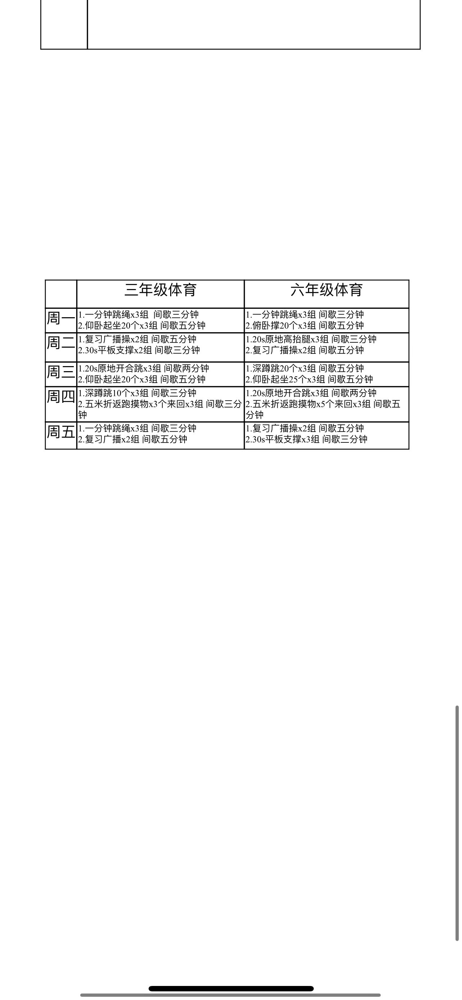 三年级体育 六年级体育
周一 1.一分钟跳绳x3组  间歇三分钟 1.一分钟跳绳x3组 间歇三分钟
2.仰卧起坐20个x3组 间歇五分钟 2.俯卧撑20个x3组 间歇五分钟
周二 1.复习广播操x2组 间歇五分钟 1.20s原地高抬腿x3组 间歇三分钟
2.30s平板支撑x2组 间歇三分钟 2.复习广播操x2组 间歇五分钟
周三 1.20s原地开合跳x3组 间歇两分钟 1.深蹲跳20个x3组 间歇五分钟
2.仰卧起坐20个x3组 间歇五分钟 2.仰卧起坐25个x3组 间歇五分钟
周四 1.深蹲跳10个x3组 间歇三分钟 1.20s原地开合跳x3组 间歇两分钟
2.五米折返跑摸物x3个来回x3组 间歇三分 2.五米折返跑摸物x5个来回x3组 间歇五
钟 分钟
周五 1.一分钟跳绳x3组 间歇三分钟 1.复习广播操x2组 间歇五分钟
2.复习广播x2组 间歇五分钟 2.30s平板支撑x3组 间歇三分钟